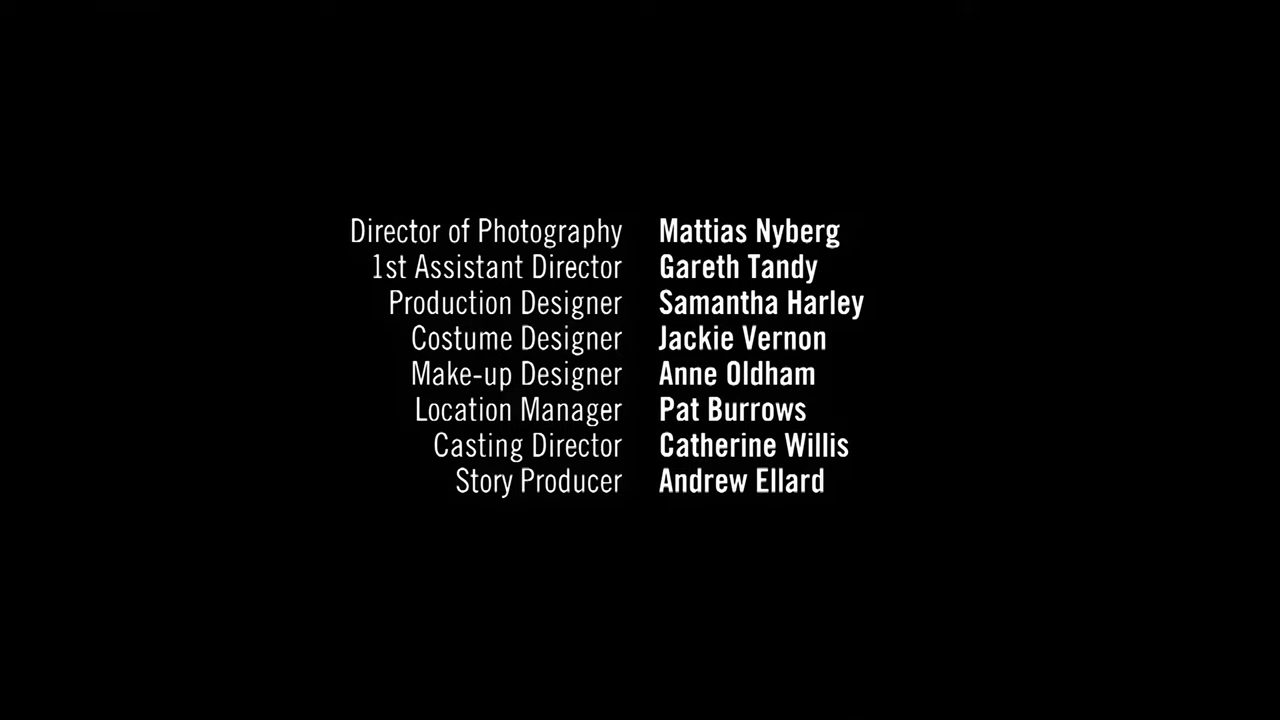 Director of Photography Mattias Nyberg
1st Assistant Director Gareth Tandy
Production Designer Samantha Harley
Costume Designer Jackie Vernon
Make-up Designer Anne Oldham
Location Manager Pat Burrows
Casting Director Catherine Willis
Story Producer Andrew Ellard